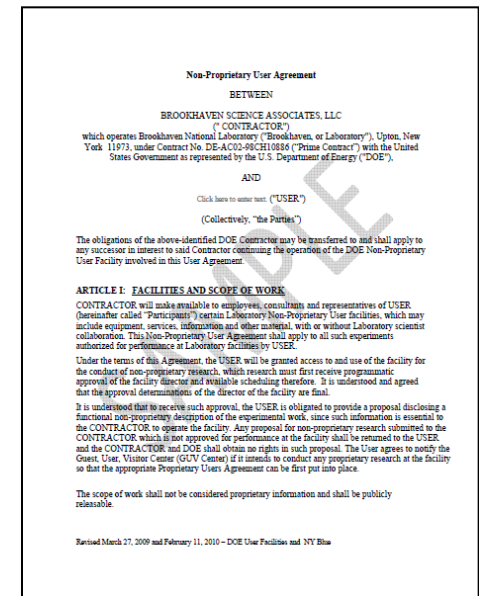 Non-Proprietary User Agreement
BETWEEN
BROOKHAVEN SCIENCE ASSOCIATES, LLC
(" CONTRACTOR")
which operates Brookhaven National Laboratory ("Brookhaven, or Laboratory"), Upton, New
York 11973, under Contract No. DE-AC02-98CH10886 ("Prime Contract") with the United
States Government as represented by the U.S. Department of Energy ("DOE"),
AND
Click here to enter text. ("USER")
(Collectively, "the Parties")
The obligations of the above-identified DOE Contractor may be transferred to and shall apply to
any successor in interest to said Contractor continuing the operation of the DOE Non-Proprietary
User Facility involved in this User Agreement.
ARTICLE I: FACILITIES AND SCOPE OF WORK
CONTRACTOR will make available to employees, consultants and representatives of USER
(hereinafter called "Participants") certain Laboratory Non-Proprietary User facilities, which may
include equipment, services, information and other material, with or without Laboratory scientist
collaboration. This Non-Proprietary User Agreement shall apply to all such experiments
authorized for performance at Laboratory facilities by USER.
Under the terms of this Agreement, the USER will be granted access to and use of the facility for
the conduct of non-proprietary research, which research must first receive programmatic
approval of the facility director and available scheduling therefore. It is understood and agreed
that the approval determinations of the director of the facility are final.
It is understood that to receive such approval, the USER is obligated to provide a proposal disclosing a
functional non-proprietary description of the experimental work, since such information is essential to
the CONTRACTOR to operate the facility. Any proposal for non-proprietary research submitted to the
CONTRACTOR which is not approved for performance at the facility shall be returned to the USER
and the CONTRACTOR and DOE shall obtain no rights in such proposal. The User agrees to notify the
Guest, User, Visitor Center (GUV Center) if it intends to conduct any proprietary research at the facility
so that the appropriate Proprietary Users Agreement can be first put into place.
The scope of work shall not be considered proprietary information and shall be publicly
releasable.
Revised March 27, 2009 and February 11, 2010 – DOE User Facilities and NY Blue
SAMPLE